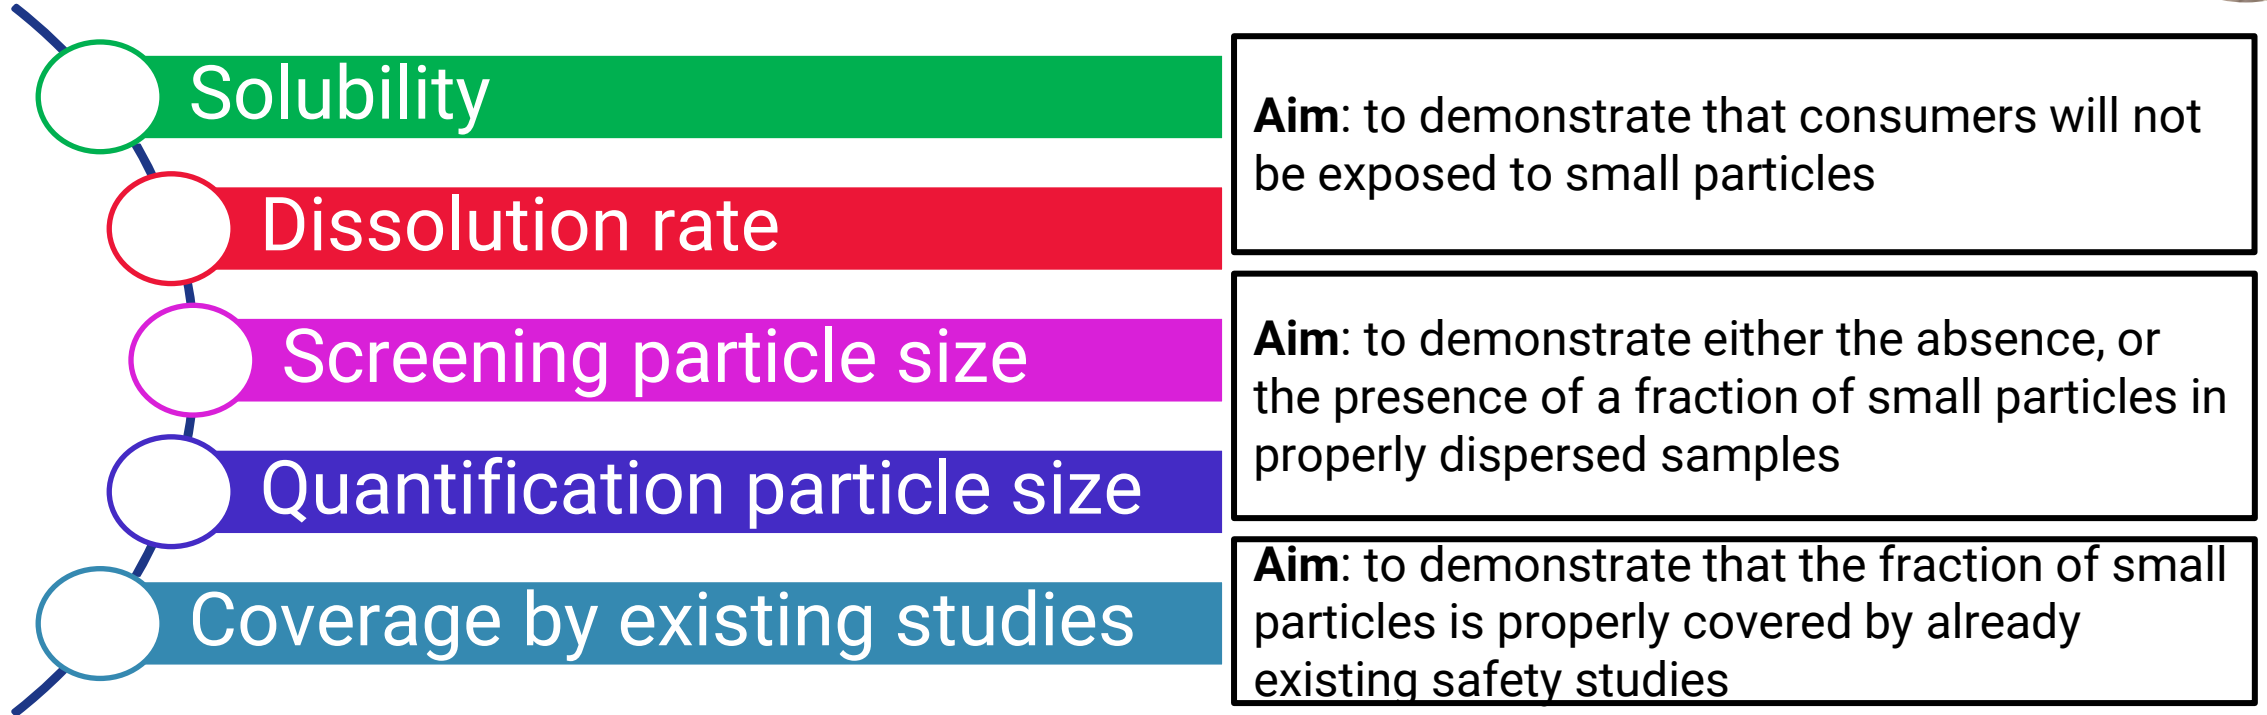 Solubility
Dissolution rate
Screening particle size
Quantification particle size
Coverage by existing studies
Aim: to demonstrate that consumers will not
be exposed to small particles
Aim: to demonstrate either the absence, or
the presence of a fraction of small particles in
properly dispersed samples
Aim: to demonstrate that the fraction of small
particles is properly covered by already
existing safety studies